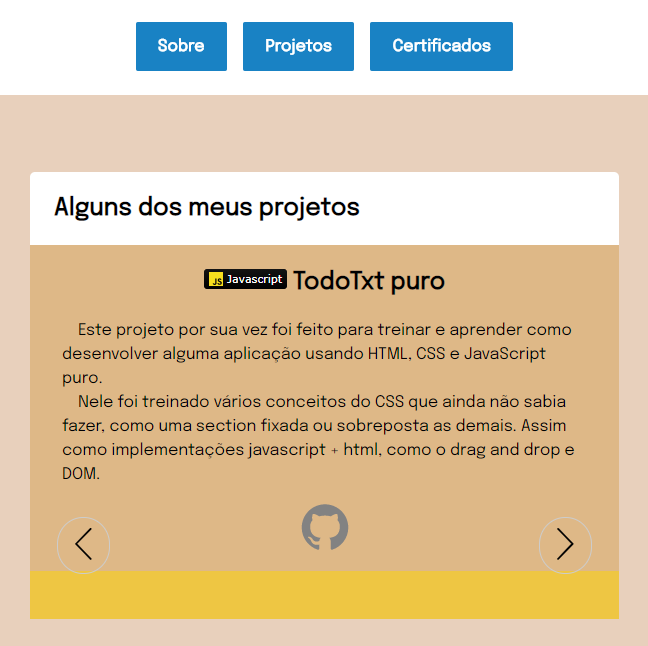 Sobre Projetos Certificados
Alguns dos meus projetos
JS Javascript TodoTxt puro
Este projeto por sua vez foi feito para treinar e aprender como
desenvolver alguma aplicação usando HTML, CSS e JavaScript
puro.
Nele foi treinado vários conceitos do CSS que ainda não sabia
fazer, como uma section fixada ou sobreposta as demais. Assim
como implementações javascript + html, como o drag and drop e
DOM.